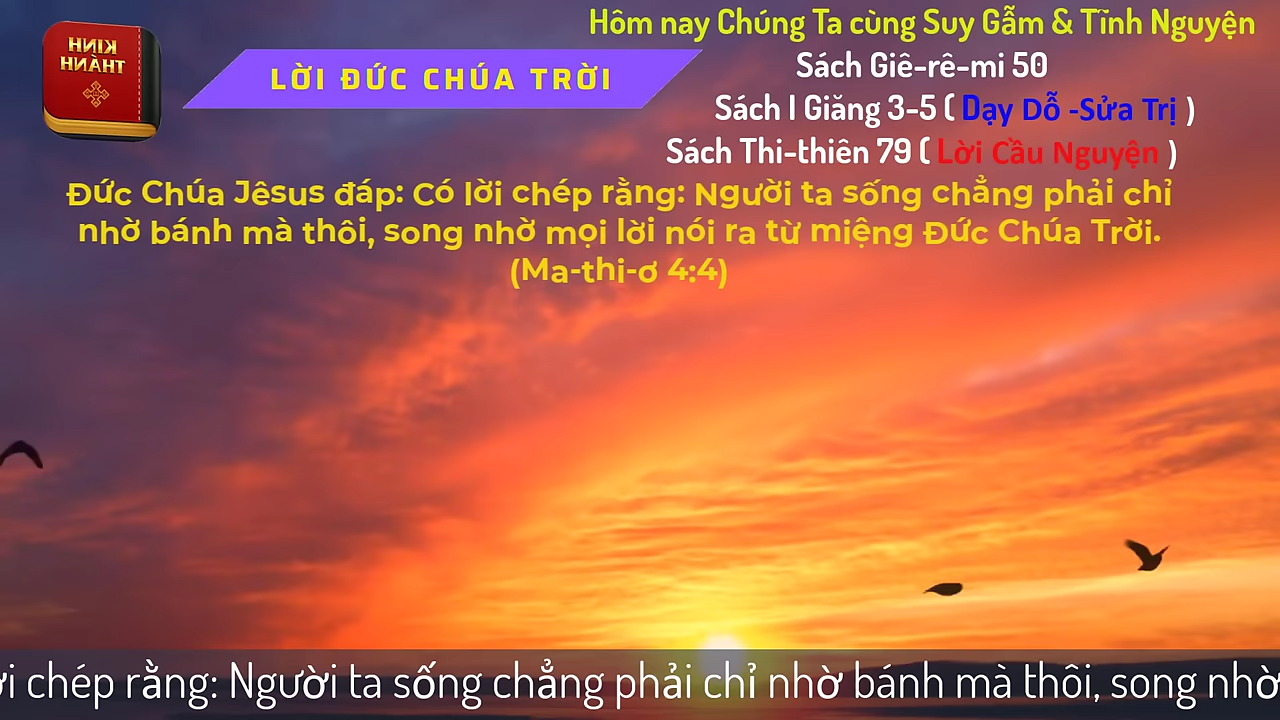 KINH
THÀNH
LỜI ĐỨC CHÚA TRỜI
Hôm nay Chúng Ta cùng Suy Gẫm & Tĩnh Nguyện
Sách Giê-rê-mi 50
Sách I Giăng 3-5 ( Dạy Dỗ -Sửa Trị )
Sách Thi-thiên 79 ( Lời Cầu Nguyện )
Đức Chúa Jêsus đáp: Có lời chép rằng: Người ta sống chẳng phải chỉ
nhờ bánh mà thôi, song nhờ mọi lời nói ra từ miệng Đức Chúa Trời.
(Ma-thi-ơ 4:4)
i chép rằng: Người ta sống chẳng phải chỉ nhờ bánh mà thôi, song nhờ